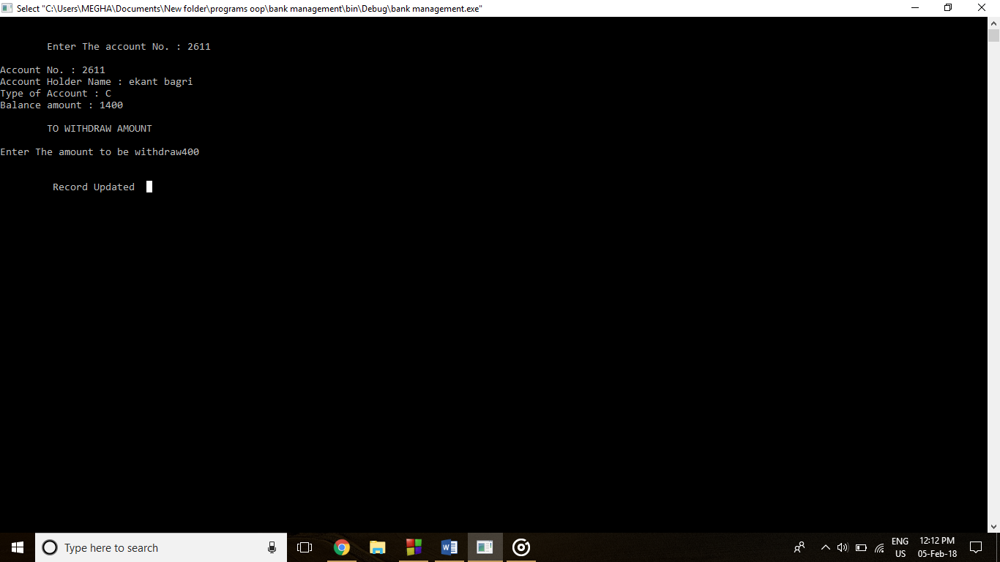 Select "C:\Users\MEGHA\Documents\New folder\programs oop\bank management\bin\Debug\bank management.exe"
Enter The account No. : 2611
Account No. : 2611
Account Holder Name : ekant bagri
Type of Account : C
Balance amount : 1400
TO WITHDRAW AMOUNT
Enter The amount to be withdraw400
Record Updated
Type here to search
ENG
US
12:12 PM
05-Feb-18